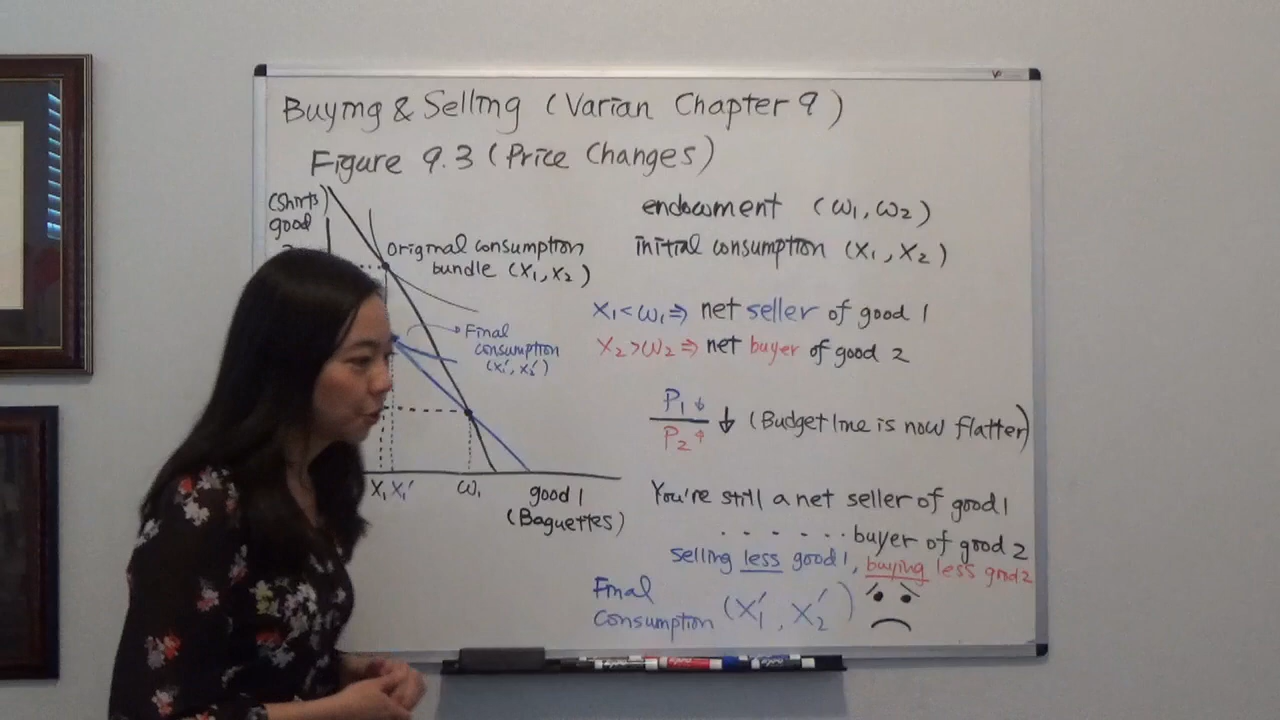 Buying & Selling (Varian Chapter 9)
Figure 9.3 (Price Changes)
(Shirts)
good
original consumption
bundle (x₁, x₂)
Final
consumption
(x₁', x₂')
x₁ x₁' ω₁ good 1
(Baguettes)
endowment (ω₁, ω₂)
initial consumption (x₁, x₂)
x₁ < ω₁ ⇒ net seller of good 1
x₂ > ω₂ ⇒ net buyer of good 2
P₁ ↓
P₂ ↑
↓ (Budget line is now flatter)
You're still a net seller of good 1
. . . . . . buyer of good 2
selling less good 1, buying less good 2
Final
consumption (x₁', x₂')